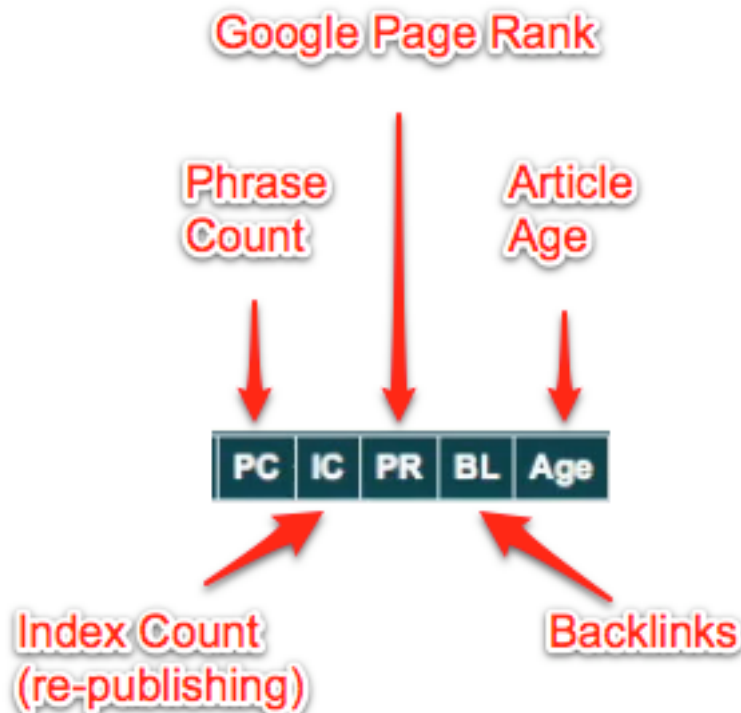 Google Page Rank
Phrase
Count
Article
Age
PC IC PR BL Age
Index Count
(re-publishing)
Backlinks